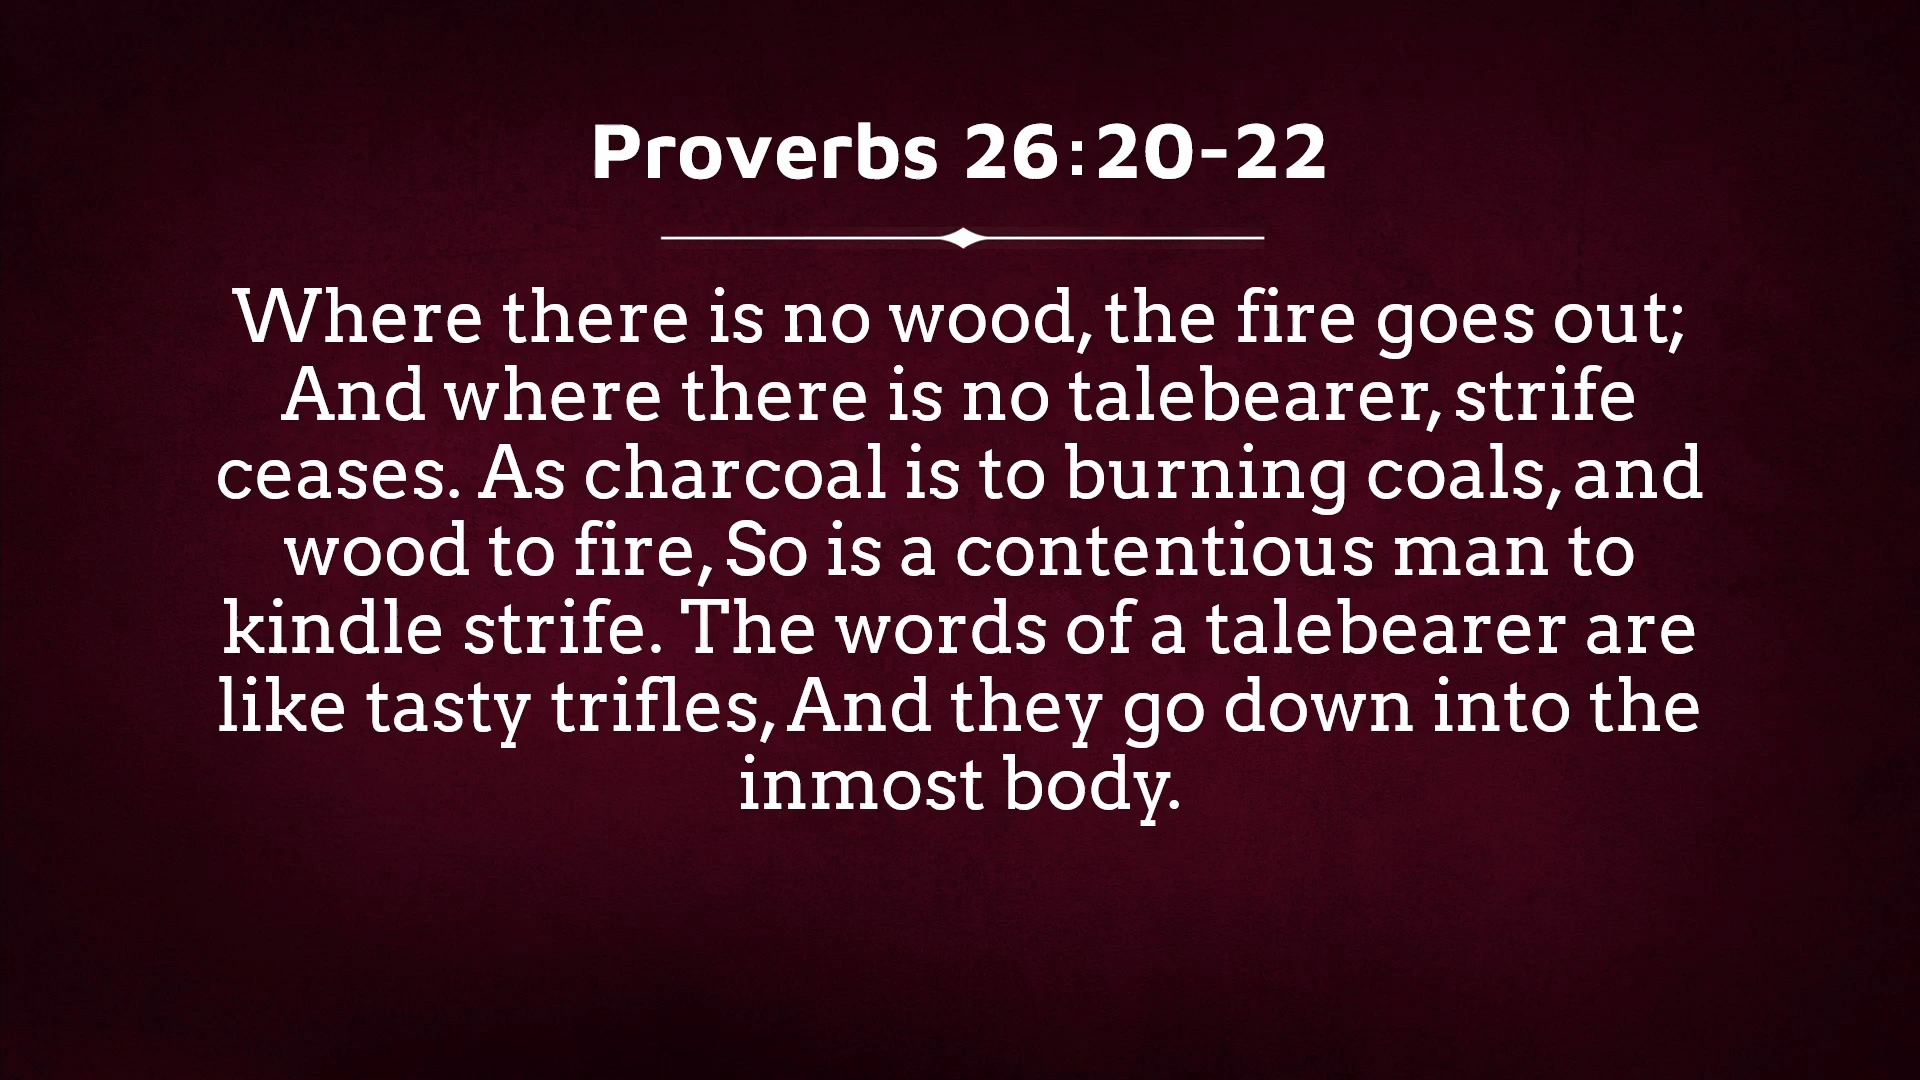 Proverbs 26:20-22
Where there is no wood, the fire goes out;
And where there is no talebearer, strife
ceases. As charcoal is to burning coals, and
wood to fire, So is a contentious man to
kindle strife. The words of a talebearer are
like tasty trifles, And they go down into the
inmost body.